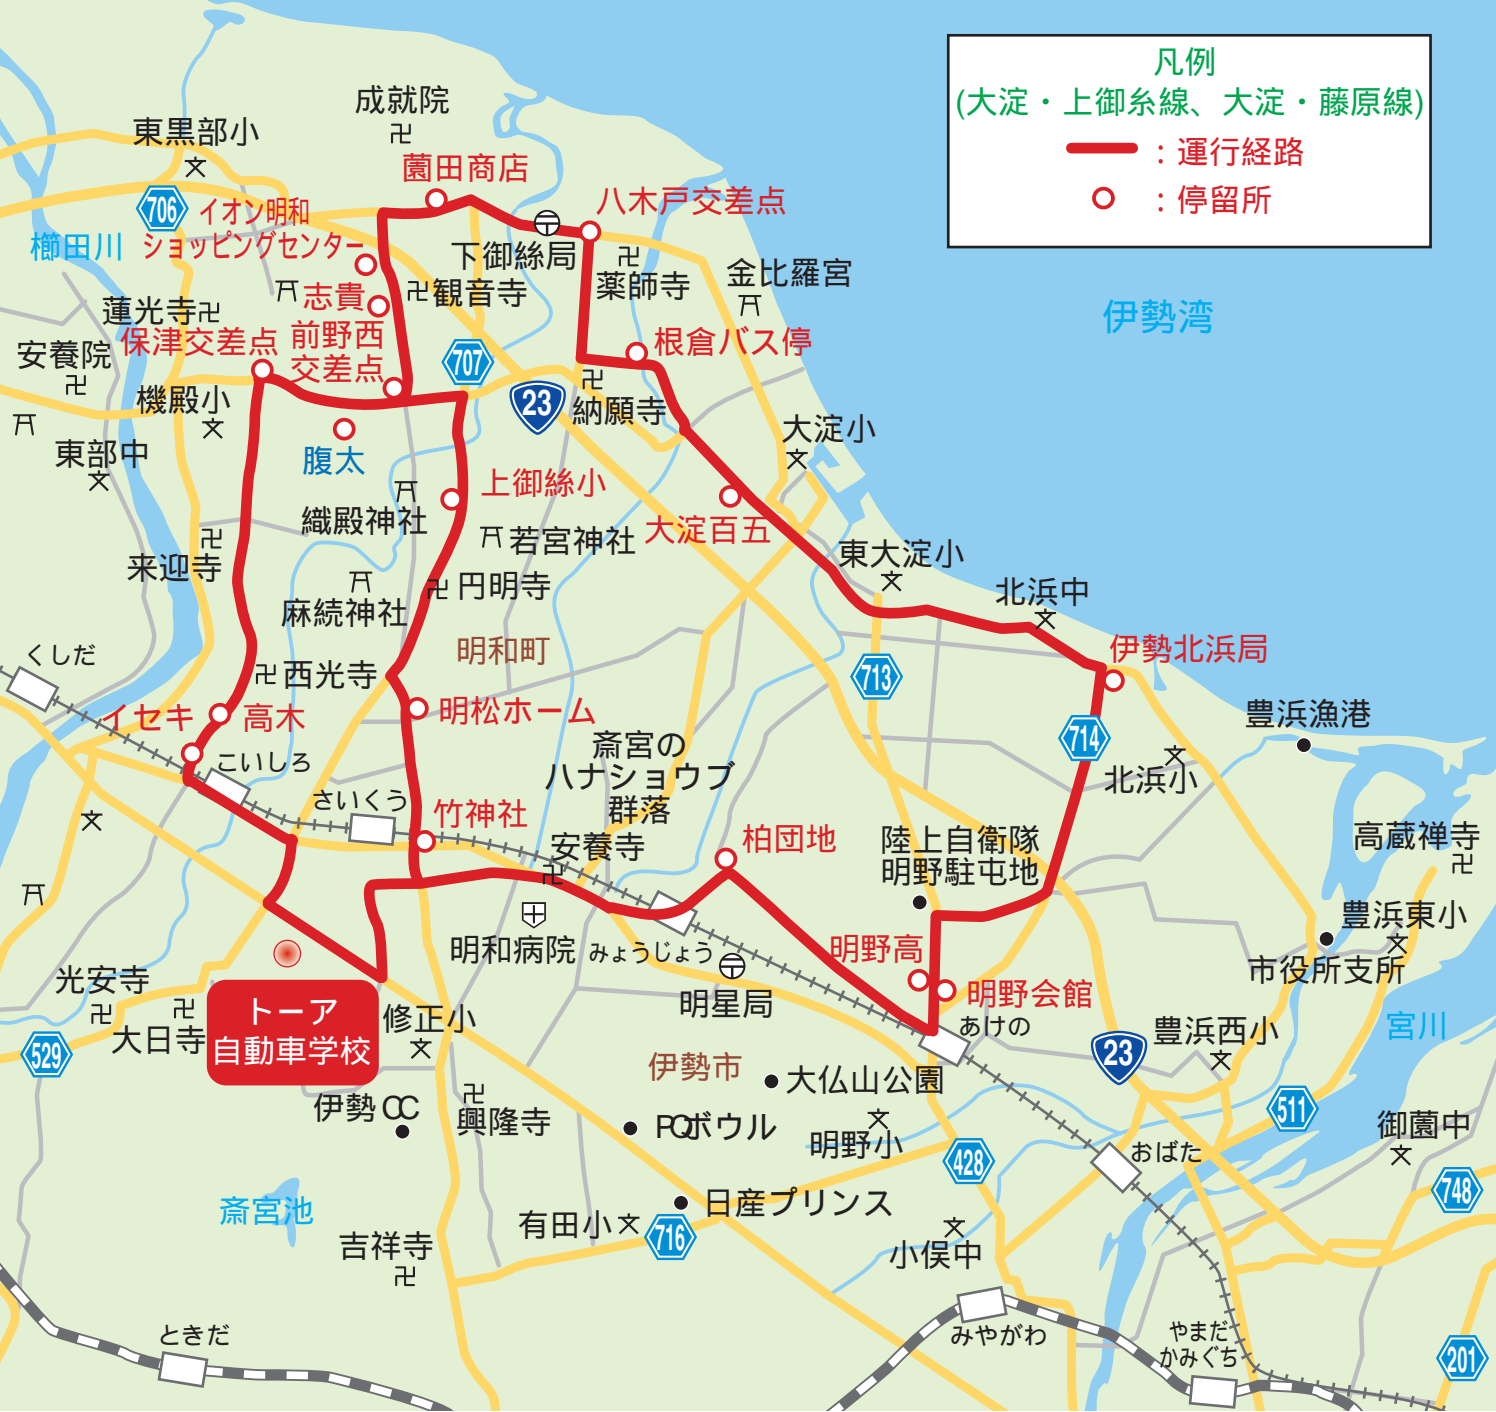 凡例
(大淀・上御糸線、大淀・藤原線)
：運行経路
：停留所
成就院
東黒部小
薗田商店
706
イオン明和
ショッピングセンター
八木戸交差点
櫛田川
下御絲局
薬師寺
金比羅宮
観音寺
志貴
蓮光寺
伊勢湾
保津交差点
前野西
交差点
根倉バス停
安養院
707
23
機殿小
納願寺
大淀小
東部中
腹太
上御絲小
織殿神社
若宮神社
大淀百五
来迎寺
東大淀小
円明寺
北浜中
麻続神社
明和町
伊勢北浜局
くしだ
西光寺
713
イセキ
高木
明松ホーム
豊浜漁港
714
斎宮の
ハナショウブ
群落
こいしろ
北浜小
さいくう
竹神社
安養寺
柏団地
陸上自衛隊
明野駐屯地
高蔵禅寺
豊浜東小
明和病院
みょうじょう
明野高
市役所支所
光安寺
明星局
明野会館
あけの
トーア
自動車学校
修正小
大日寺
529
宮川
豊浜西小
23
伊勢市
大仏山公園
伊勢CC
興隆寺
PQボウル
明野小
511
御薗中
おばた
428
748
斎宮池
日産プリンス
有田小
716
吉祥寺
小俣中
ときだ
みやがわ
やまだ
かみぐち
201